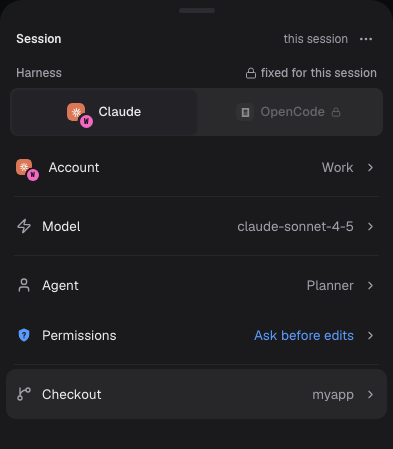 Session this session
Harness fixed for this session
Claude OpenCode
W
Account Work
W
Model claude-sonnet-4-5
Agent Planner
Permissions Ask before edits
Checkout myapp